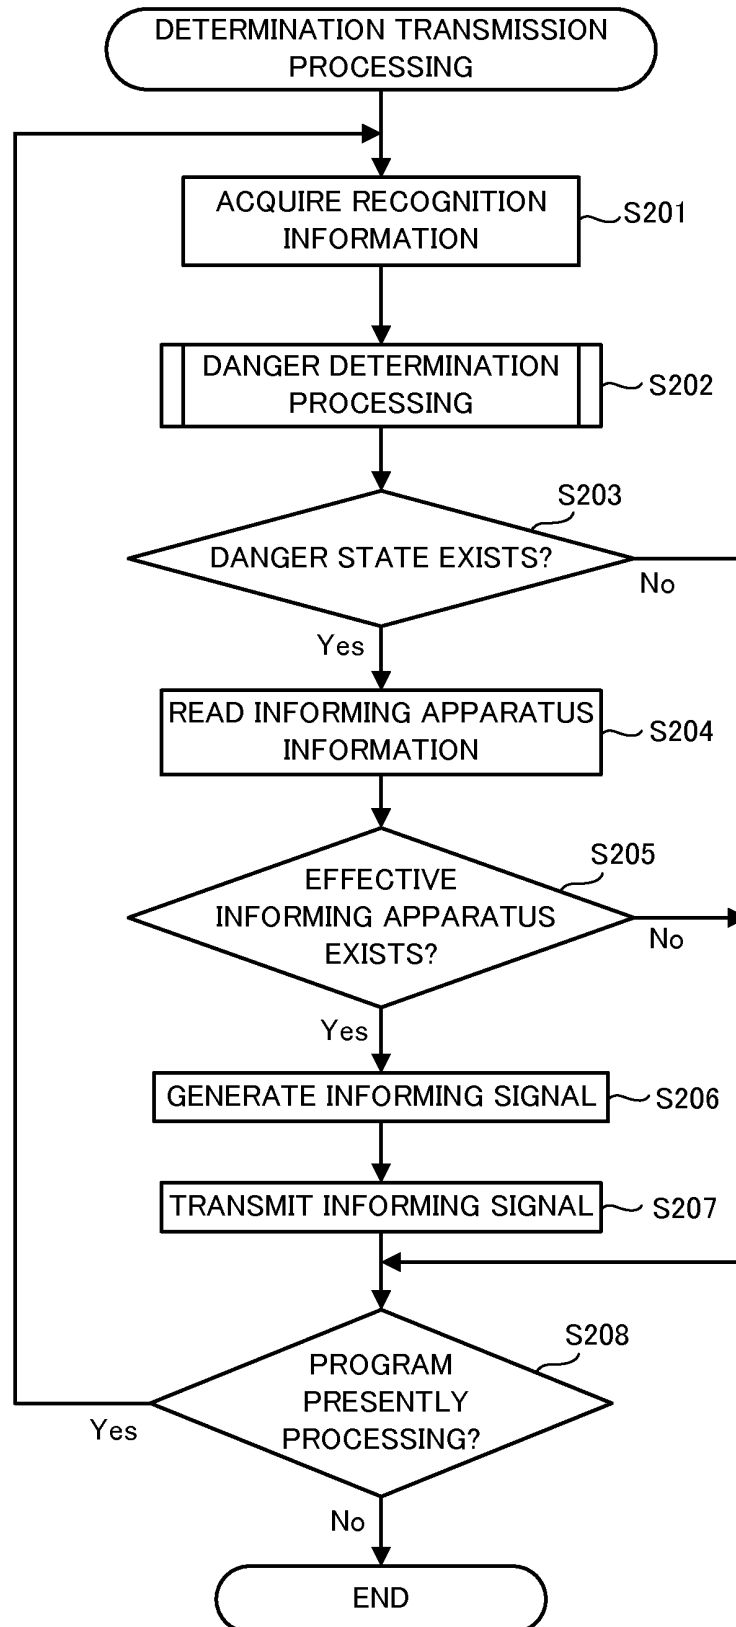 DETERMINATION TRANSMISSION
PROCESSING
ACQUIRE RECOGNITION
INFORMATION
S201
DANGER DETERMINATION
PROCESSING
S202
S203
DANGER STATE EXISTS?
No
Yes
READ INFORMING APPARATUS
INFORMATION
S204
S205
EFFECTIVE
INFORMING APPARATUS
EXISTS?
No
Yes
GENERATE INFORMING SIGNAL
S206
TRANSMIT INFORMING SIGNAL
S207
S208
PROGRAM
PRESENTLY
PROCESSING?
Yes
No
END